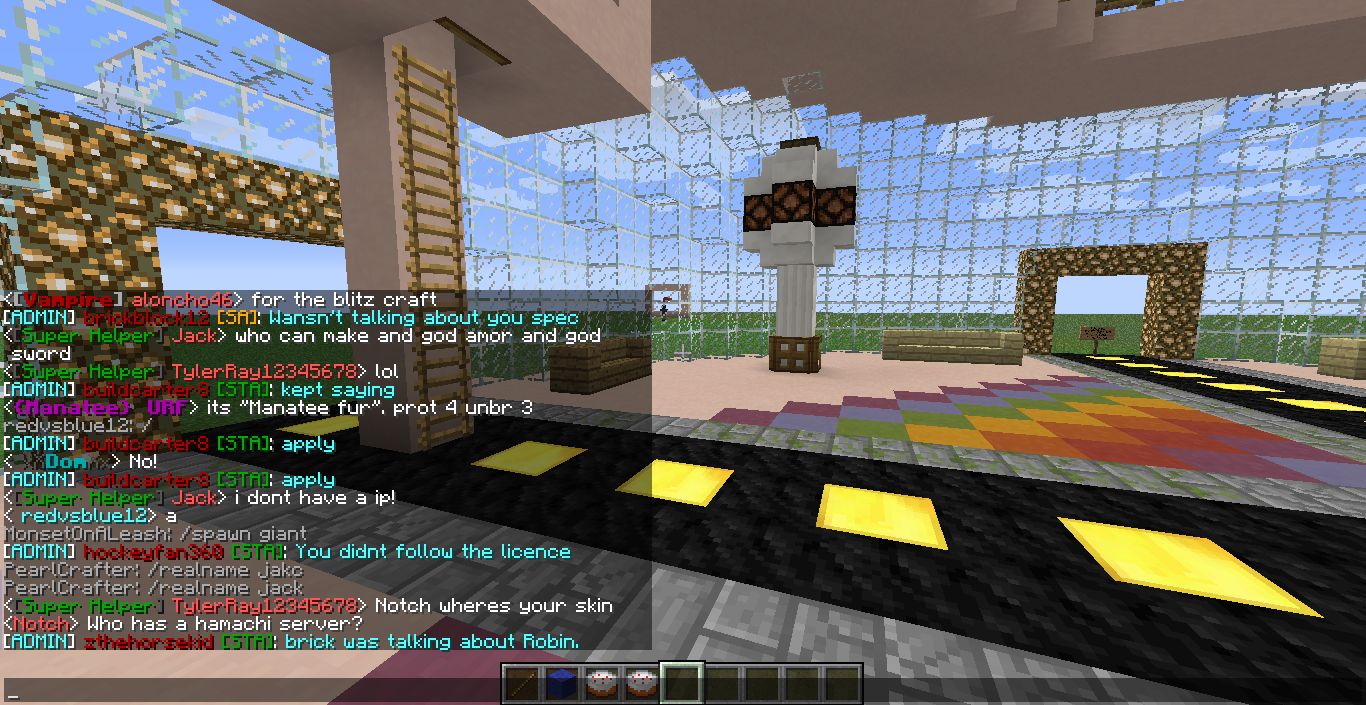 <[Vampire] aloncho46> for the blitz craft
[ADMIN] brickblock12 [SA]: Wansn't talking about you spec
<[Super Helper] Jack> who can make and god amor and god
sword
<[Super Helper] TylerRay12345678> lol
[ADMIN] buildcarter8 [STA]: kept saying
<{Manatee} URF> its "Manatee fur". prot 4 unbr 3
redvsblue12: /
[ADMIN] buildcarter8 [STA]: apply
< Dom > No!
[ADMIN] buildcarter8 [STA]: apply
<[Super Helper] Jack> i dont have a ip!
< redvsblue12> a
MonsetOnALeash: /spawn giant
[ADMIN] hockeyfan360 [STA]: You didnt follow the licence
PearlCrafter: /realname jakc
PearlCrafter: /realname jack
<[Super Helper] TylerRay12345678> Notch wheres your skin
<Notch> Who has a hamachi server?
[ADMIN] zthehorsekid [STA]: brick was talking about Robin.
_